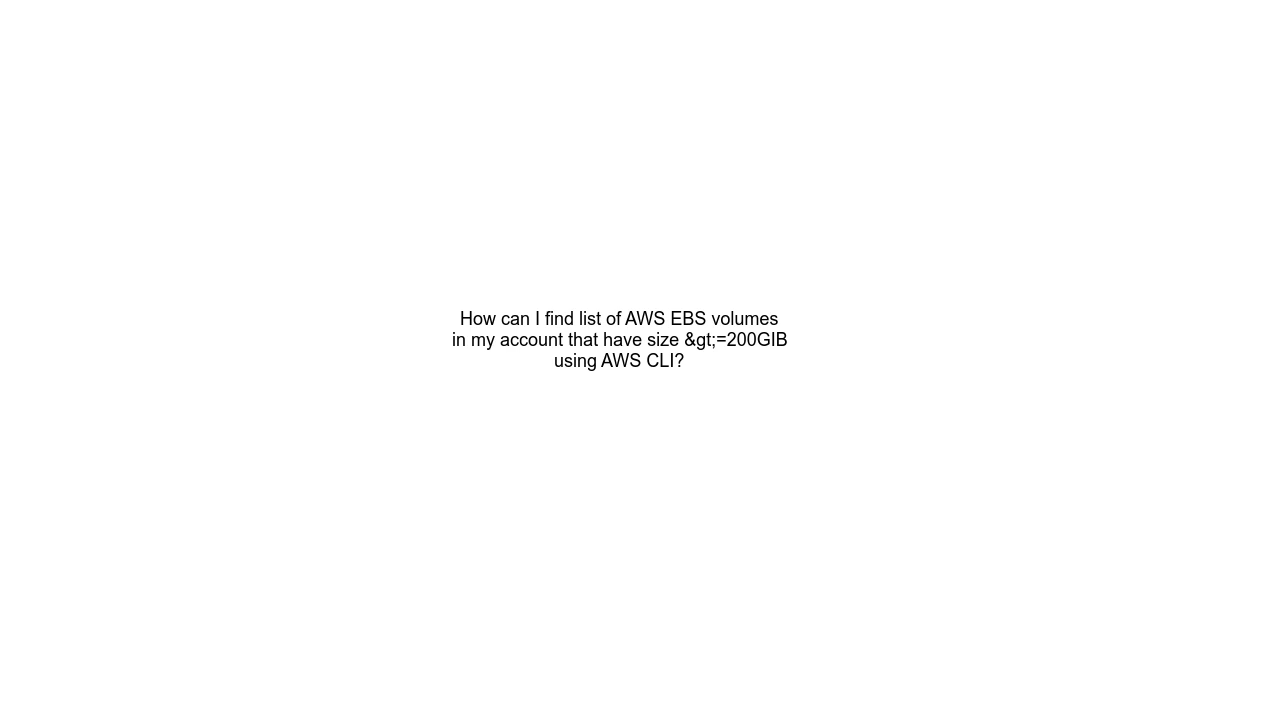 How can I find list of AWS EBS volumes
in my account that have size &gt;=200GIB
using AWS CLI?